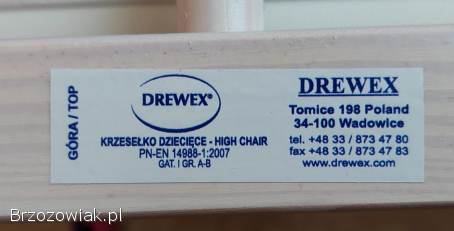 GÓRA / TOP
DREWEX®
KRZESEŁKO DZIECIĘCE - HIGH CHAIR
PN-EN 14988-1:2007
GAT. I GR. A-B
DREWEX
Tomice 198 Poland
34-100 Wadowice
tel. +48 33 / 873 47 80
fax +48 33 / 873 47 83
www.drewex.com
Brzozowiak.pl